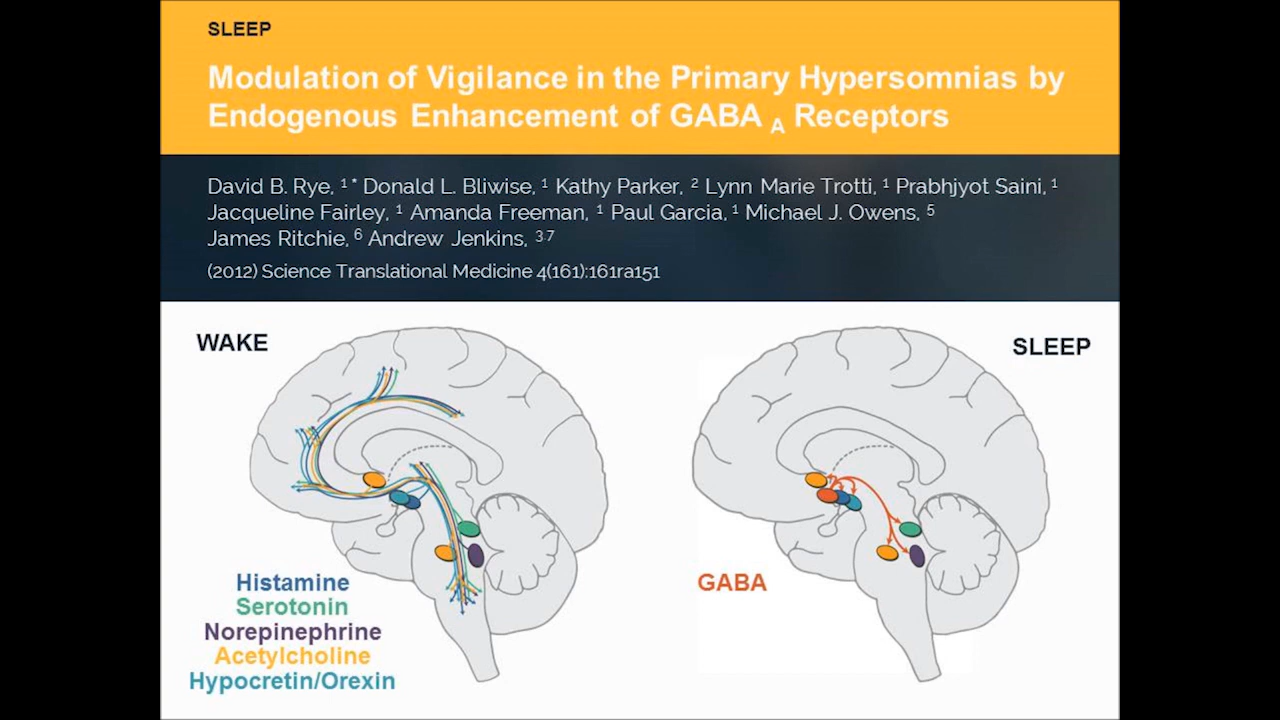 SLEEP
Modulation of Vigilance in the Primary Hypersomnias by
Endogenous Enhancement of GABA A Receptors
David B. Rye, 1 * Donald L. Bliwise, 1 Kathy Parker, 2 Lynn Marie Trotti, 1 Prabhjyot Saini, 1
Jacqueline Fairley, 1 Amanda Freeman, 1 Paul Garcia, 1 Michael J. Owens, 5
James Ritchie, 6 Andrew Jenkins, 3,7
(2012) Science Translational Medicine 4(161):161ra151
WAKE
SLEEP
GABA
Histamine
Serotonin
Norepinephrine
Acetylcholine
Hypocretin/Orexin